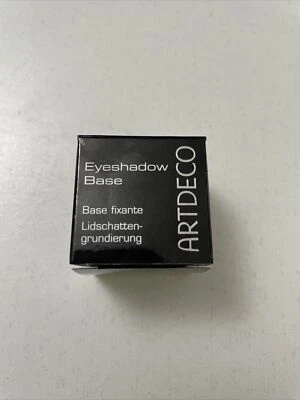 Eyeshadow
Base
Base fixante
Lidschatten-
grundierung
ARTDECO